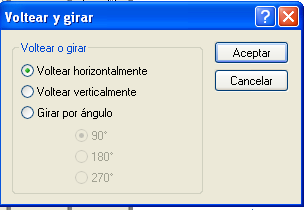 Voltear y girar
Voltear o girar
Voltear horizontalmente
Voltear verticalmente
Girar por ángulo
90°
180°
270°
Aceptar
Cancelar